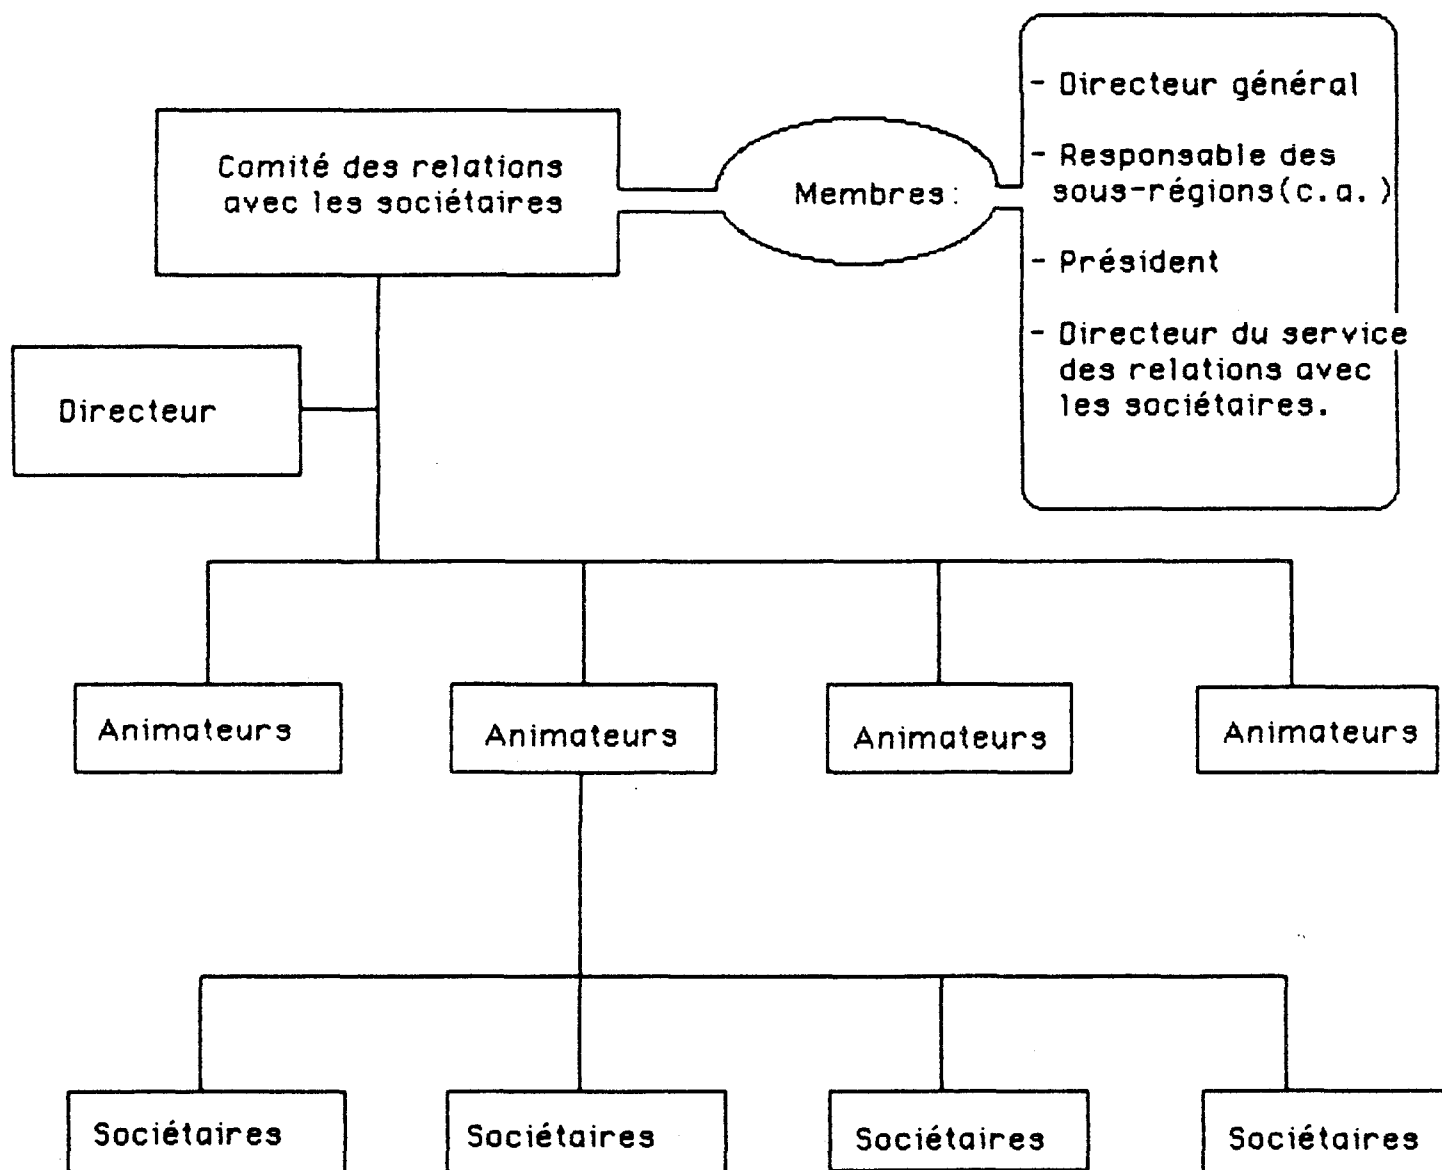 Comité des relations
avec les sociétaires
Membres:
- Directeur général
- Responsable des
sous-régions(c.a.)
- Président
- Directeur du service
des relations avec
les sociétaires.
Directeur
Animateurs
Animateurs
Animateurs
Animateurs
Sociétaires
Sociétaires
Sociétaires
Sociétaires